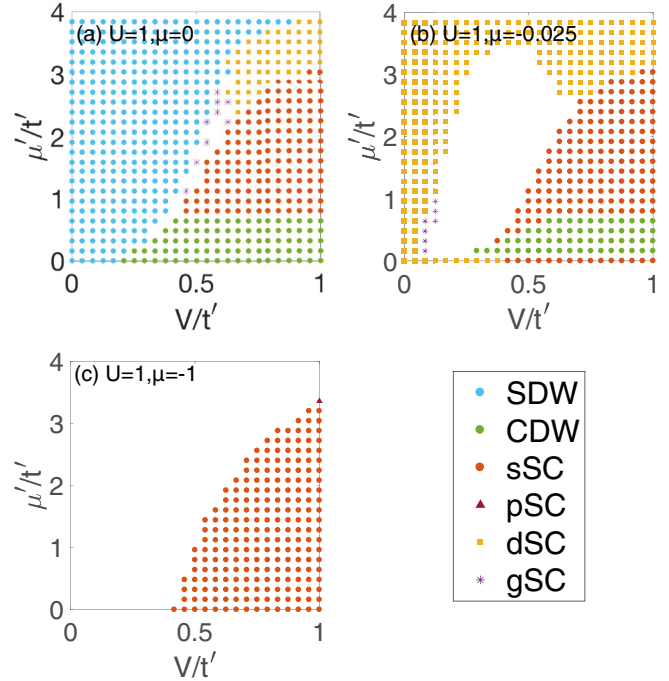 (a) U=1,μ=0
4
3
2
1
0
μ′/t′
0
0.5
1
V/t′
(b) U=1,μ=-0.025
4
3
2
1
0
μ′/t′
0
0.5
1
V/t′
(c) U=1,μ=-1
4
3
2
1
0
μ′/t′
0
0.5
1
V/t′
SDW
CDW
sSC
pSC
dSC
gSC